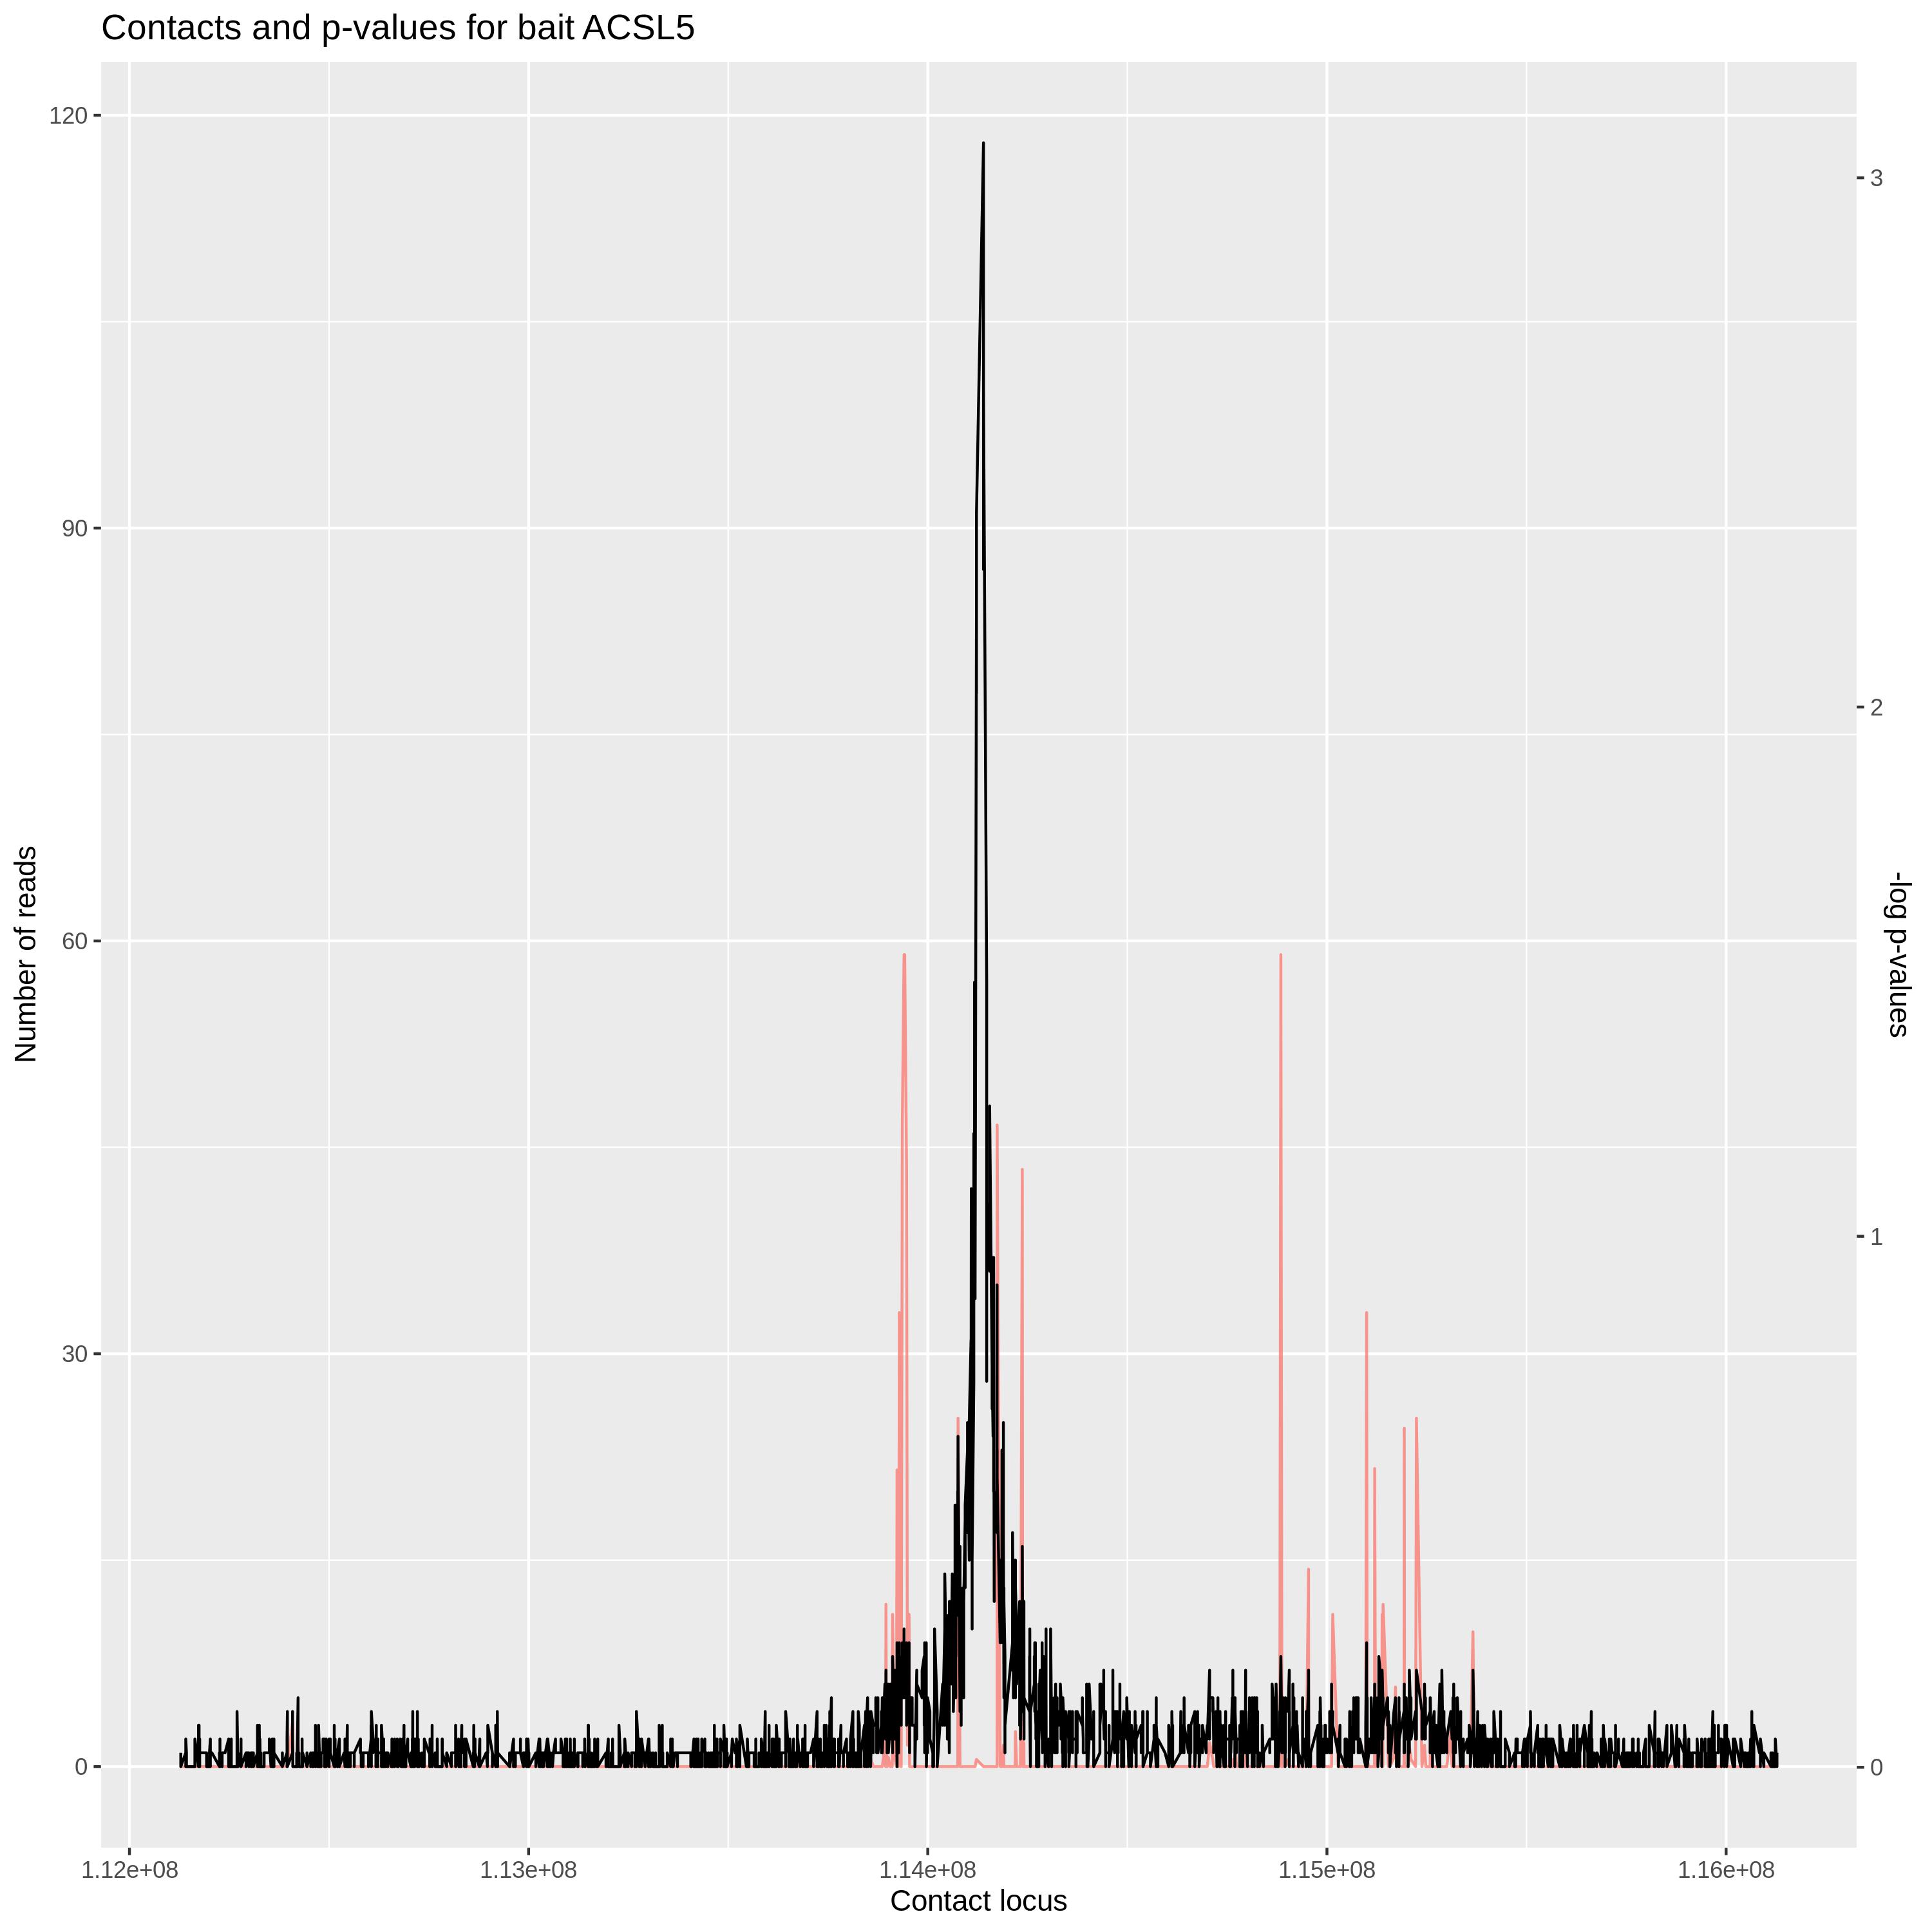 Contacts and p-values for bait ACSL5
120
90
60
30
0
Number of reads
3
2
1
0
-log p-values
1.12e+08
1.13e+08
1.14e+08
1.15e+08
1.16e+08
Contact locus